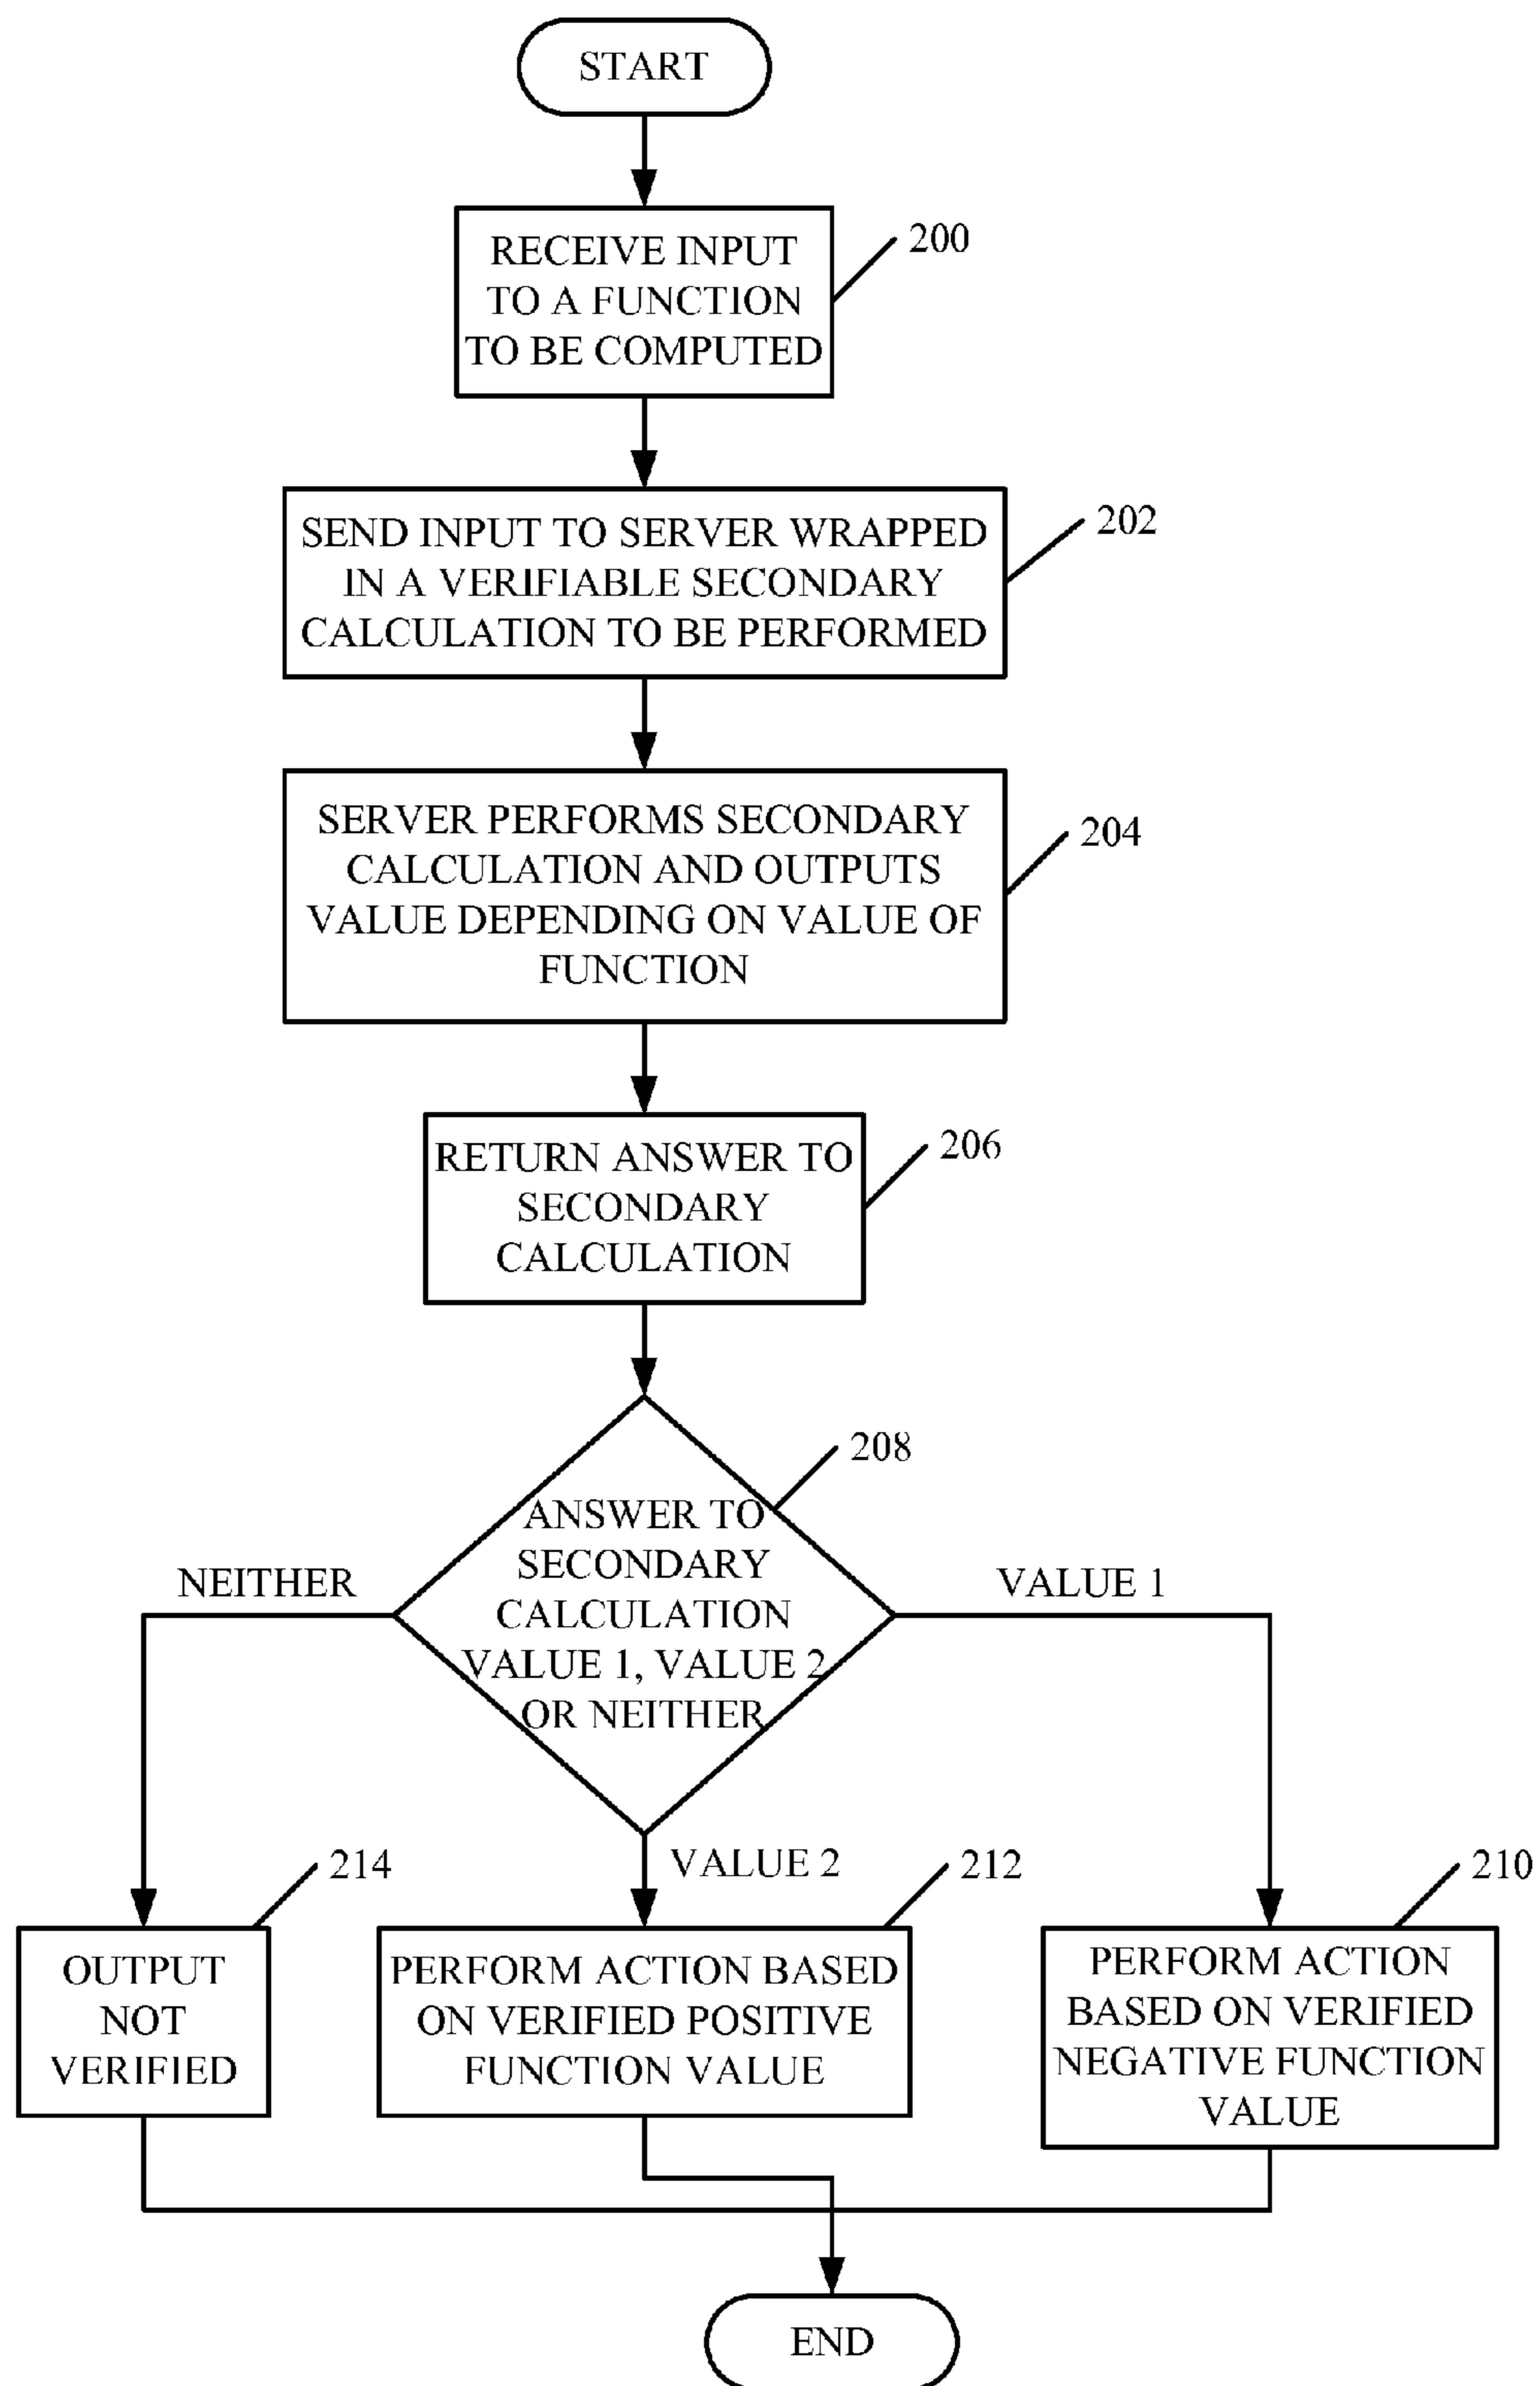 START
RECEIVE INPUT
TO A FUNCTION
TO BE COMPUTED
200
SEND INPUT TO SERVER WRAPPED
IN A VERIFIABLE SECONDARY
CALCULATION TO BE PERFORMED
202
SERVER PERFORMS SECONDARY
CALCULATION AND OUTPUTS
VALUE DEPENDING ON VALUE OF
FUNCTION
204
RETURN ANSWER TO
SECONDARY
CALCULATION
206
ANSWER TO
SECONDARY
CALCULATION
VALUE 1, VALUE 2
OR NEITHER
208
NEITHER
VALUE 1
VALUE 2
OUTPUT
NOT
VERIFIED
214
PERFORM ACTION BASED
ON VERIFIED POSITIVE
FUNCTION VALUE
212
PERFORM ACTION
BASED ON VERIFIED
NEGATIVE FUNCTION
VALUE
210
END